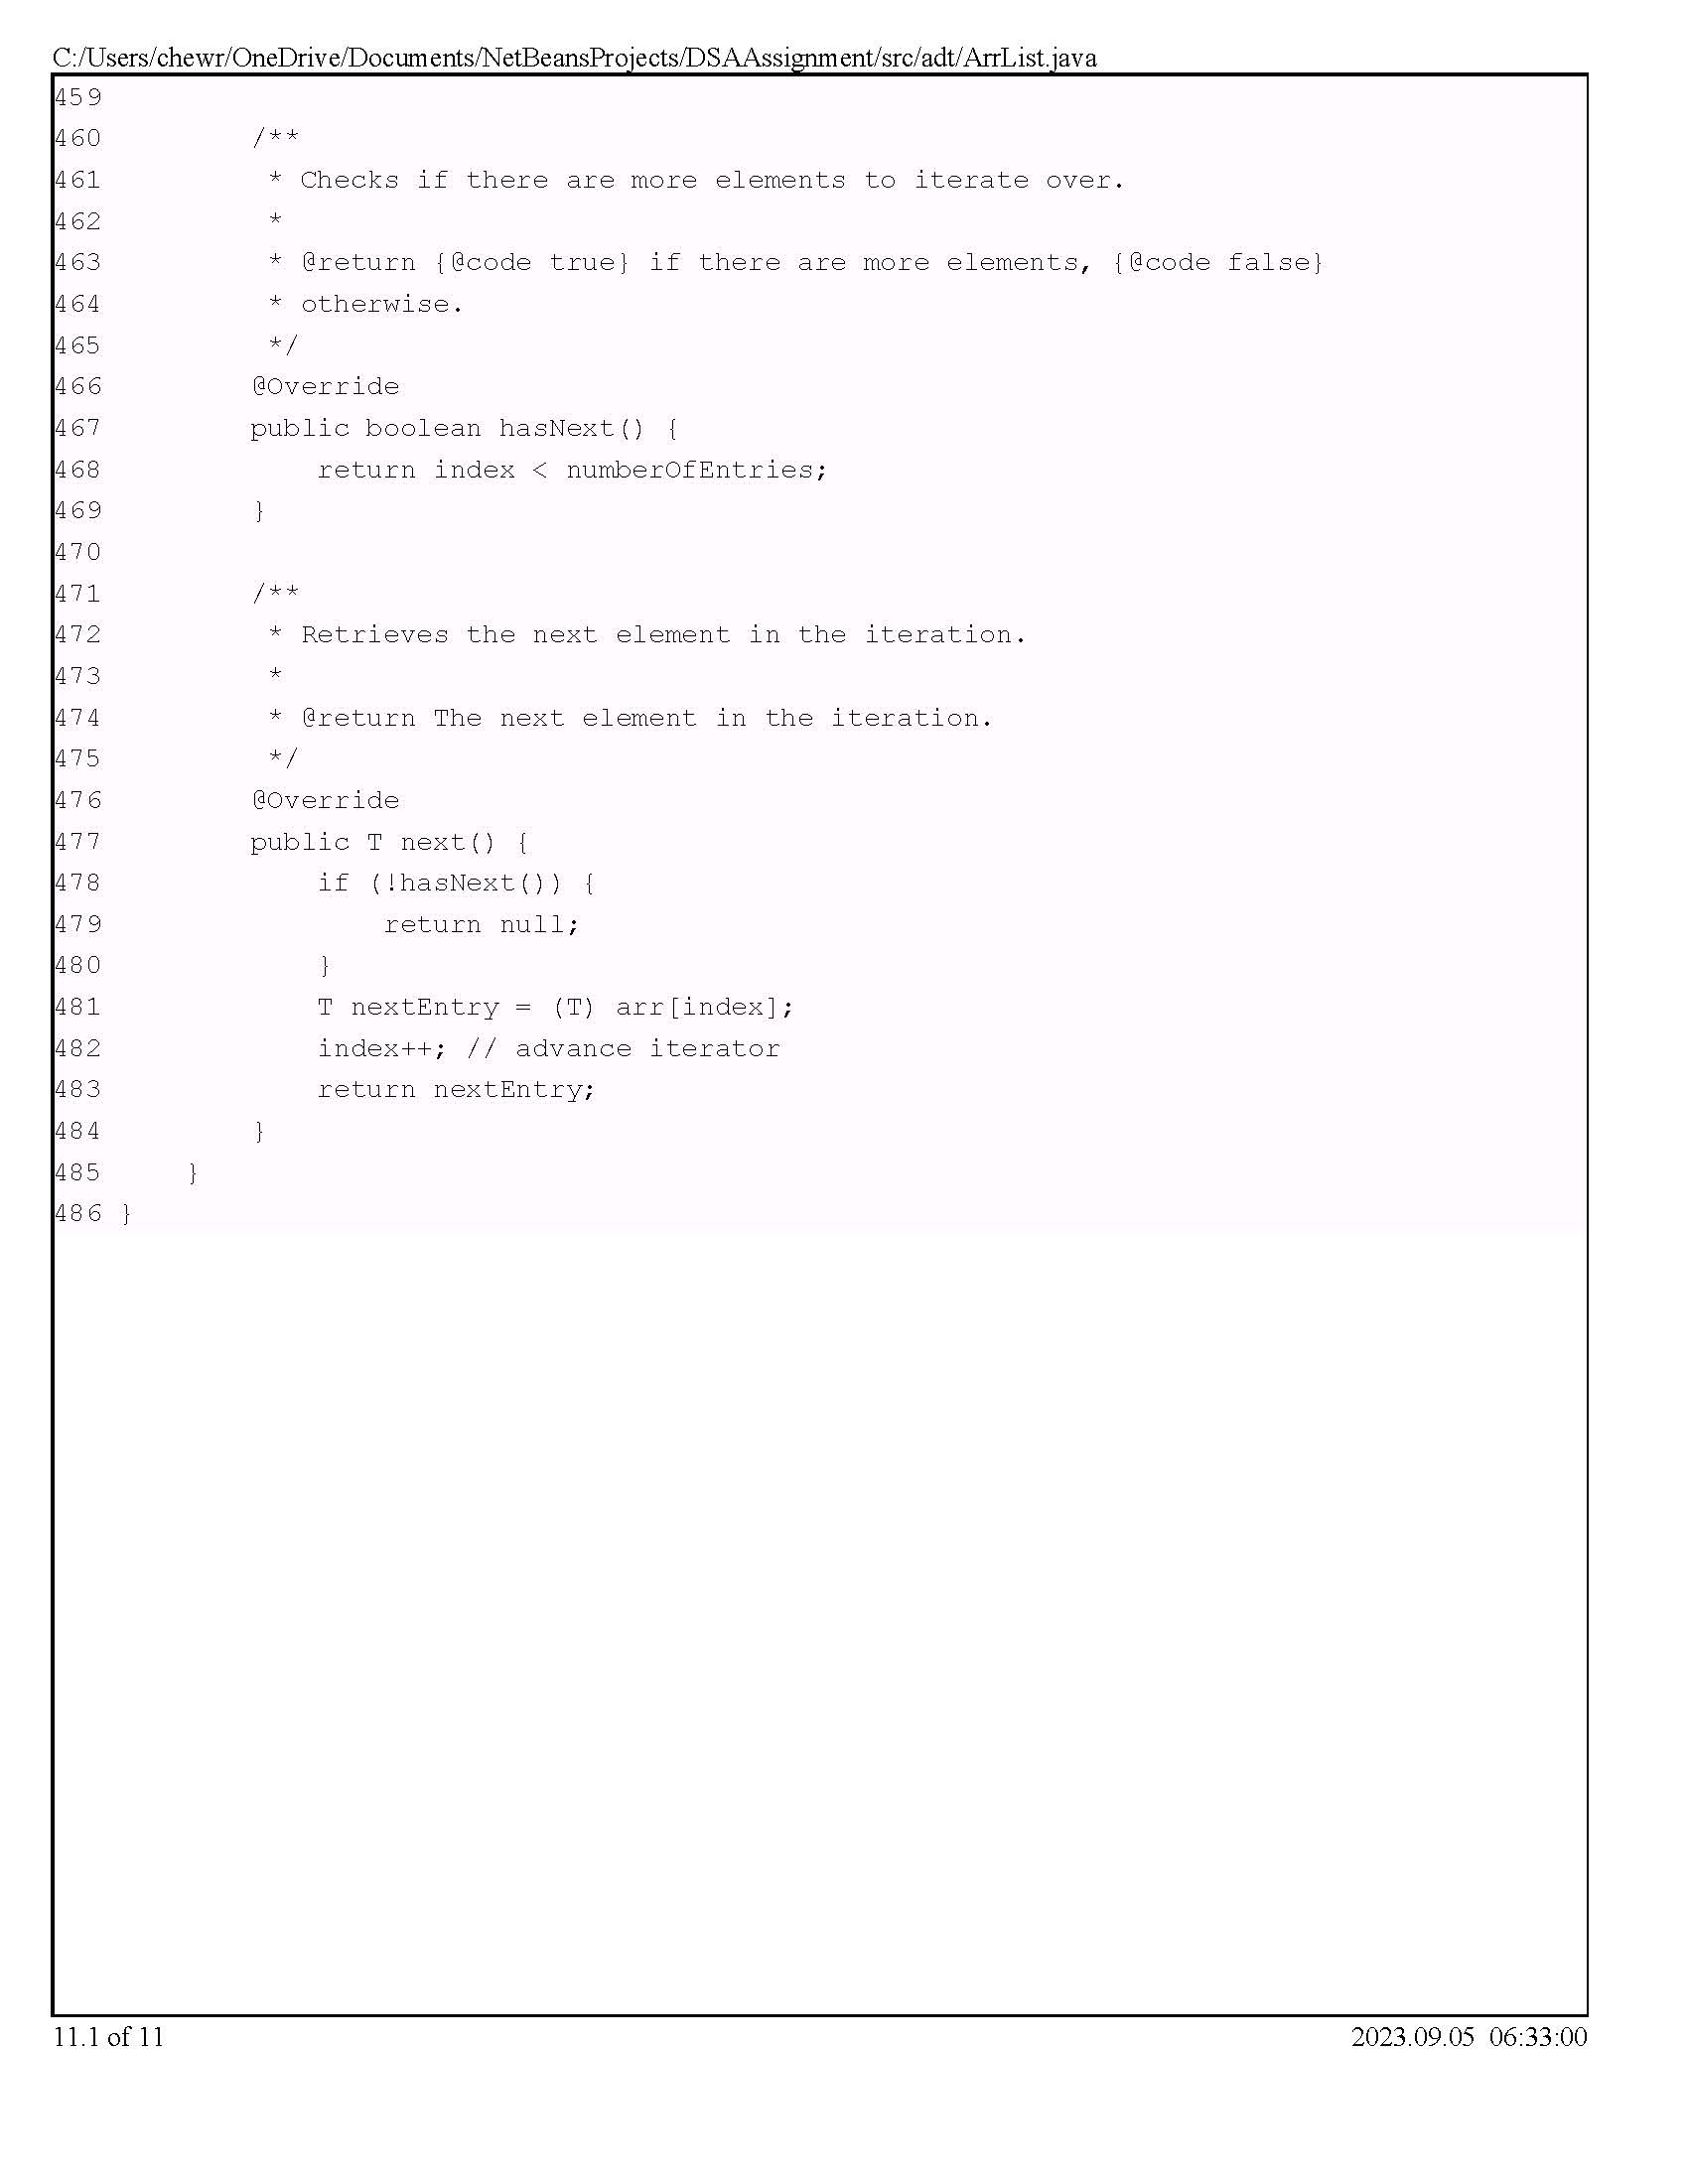 C:/Users/chewr/OneDrive/Documents/NetBeansProjects/DSAAssignment/src/adt/ArrList.java
459
460         /**
461          * Checks if there are more elements to iterate over.
462          *
463          * @return {@code true} if there are more elements, {@code false}
464          * otherwise.
465          */
466         @Override
467         public boolean hasNext() {
468             return index < numberOfEntries;
469         }
470
471         /**
472          * Retrieves the next element in the iteration.
473          *
474          * @return The next element in the iteration.
475          */
476         @Override
477         public T next() {
478             if (!hasNext()) {
479                 return null;
480             }
481             T nextEntry = (T) arr[index];
482             index++; // advance iterator
483             return nextEntry;
484         }
485     }
486 }
11.1 of 11 2023.09.05 06:33:00